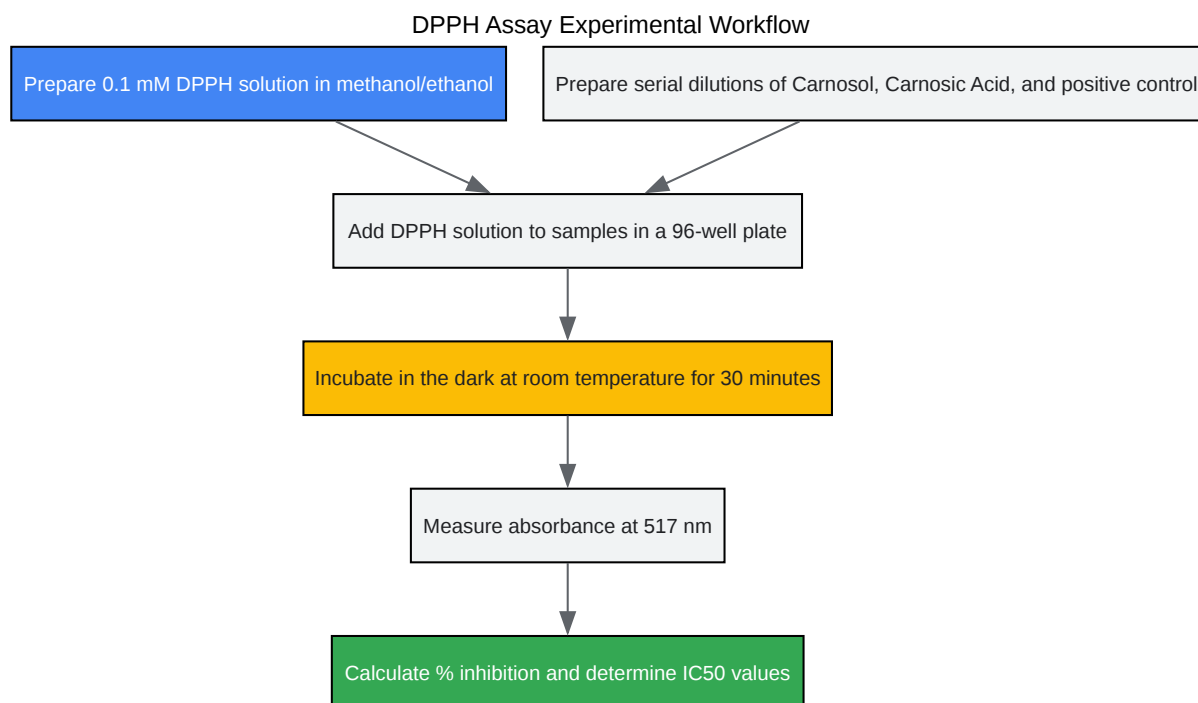 DPPH Assay Experimental Workflow
Prepare 0.1 mM DPPH solution in methanol/ethanol
Prepare serial dilutions of Carnosol, Carnosic Acid, and positive control
Add DPPH solution to samples in a 96-well plate
Incubate in the dark at room temperature for 30 minutes
Measure absorbance at 517 nm
Calculate % inhibition and determine IC50 values